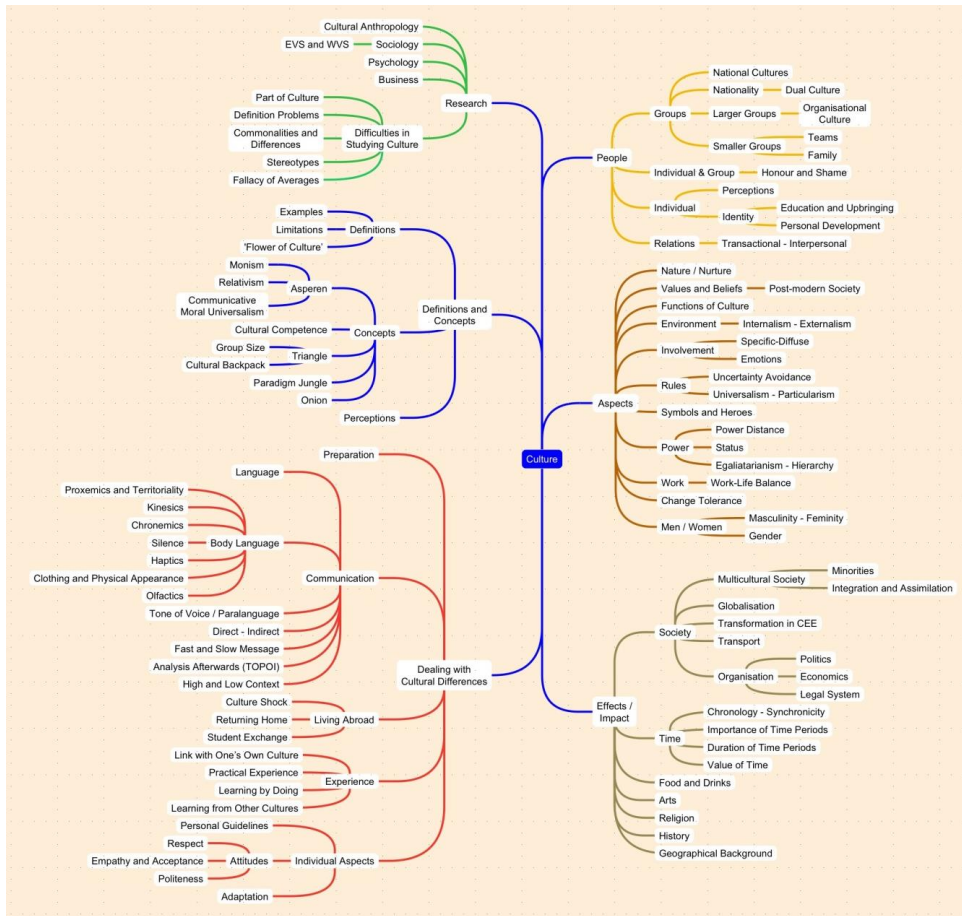 Culture
Research
Cultural Anthropology
EVS and WVS
Sociology
Psychology
Business
Difficulties in
Studying Culture
Part of Culture
Definition Problems
Commonalities and
Differences
Stereotypes
Fallacy of Averages
Definitions and
Concepts
Definitions
Examples
Limitations
'Flower of Culture'
Concepts
Asperen
Monism
Relativism
Communicative
Moral Universalism
Cultural Competence
Triangle
Group Size
Cultural Backpack
Paradigm Jungle
Onion
Perceptions
Dealing with
Cultural Differences
Preparation
Communication
Language
Body Language
Proxemics and Territoriality
Kinesics
Chronemics
Silence
Haptics
Clothing and Physical Appearance
Olfactics
Tone of Voice / Paralanguage
Direct - Indirect
Fast and Slow Message
Analysis Afterwards (TOPOI)
High and Low Context
Living Abroad
Culture Shock
Returning Home
Student Exchange
Experience
Link with One's Own Culture
Practical Experience
Learning by Doing
Learning from Other Cultures
Individual Aspects
Personal Guidelines
Attitudes
Respect
Empathy and Acceptance
Politeness
Adaptation
People
Groups
National Cultures
Nationality
Dual Culture
Larger Groups
Organisational
Culture
Smaller Groups
Teams
Family
Individual & Group
Honour and Shame
Individual
Perceptions
Identity
Education and Upbringing
Personal Development
Relations
Transactional - Interpersonal
Aspects
Nature / Nurture
Values and Beliefs
Post-modern Society
Functions of Culture
Environment
Internalism - Externalism
Involvement
Specific-Diffuse
Emotions
Rules
Uncertainty Avoidance
Universalism - Particularism
Symbols and Heroes
Power
Power Distance
Status
Egaliatarianism - Hierarchy
Work
Work-Life Balance
Change Tolerance
Men / Women
Masculinity - Feminity
Gender
Effects /
Impact
Society
Multicultural Society
Minorities
Integration and Assimilation
Globalisation
Transformation in CEE
Transport
Organisation
Politics
Economics
Legal System
Time
Chronology - Synchronicity
Importance of Time Periods
Duration of Time Periods
Value of Time
Food and Drinks
Arts
Religion
History
Geographical Background